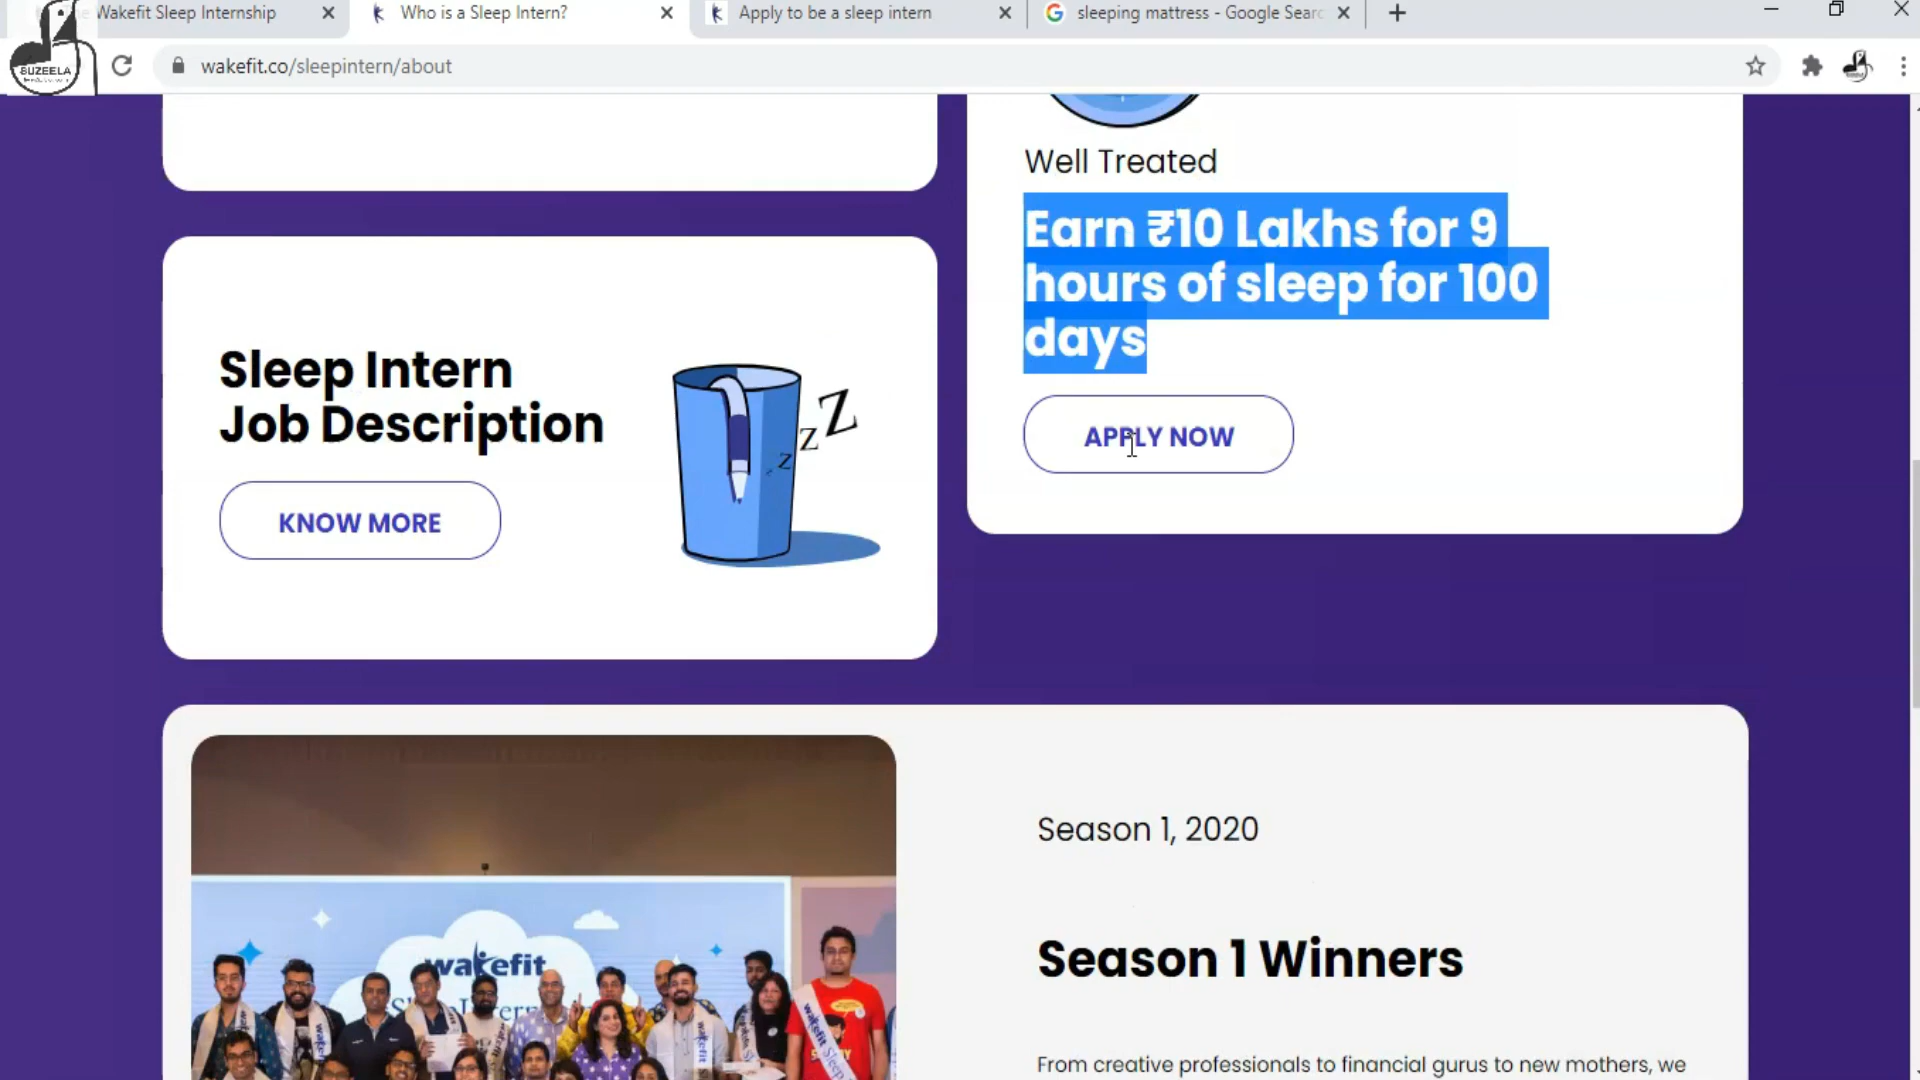 Wakefit Sleep Internship
Who is a Sleep Intern?
Apply to be a sleep intern
sleeping mattress - Google Searc
BUZEELA
wakefit.co/sleepintern/about
Well Treated
Earn ₹10 Lakhs for 9
hours of sleep for 100
days
APPLY NOW
Sleep Intern
Job Description
KNOW MORE
z z Z
Season 1, 2020
Season 1 Winners
From creative professionals to financial gurus to new mothers, we
wakefit
wakefit